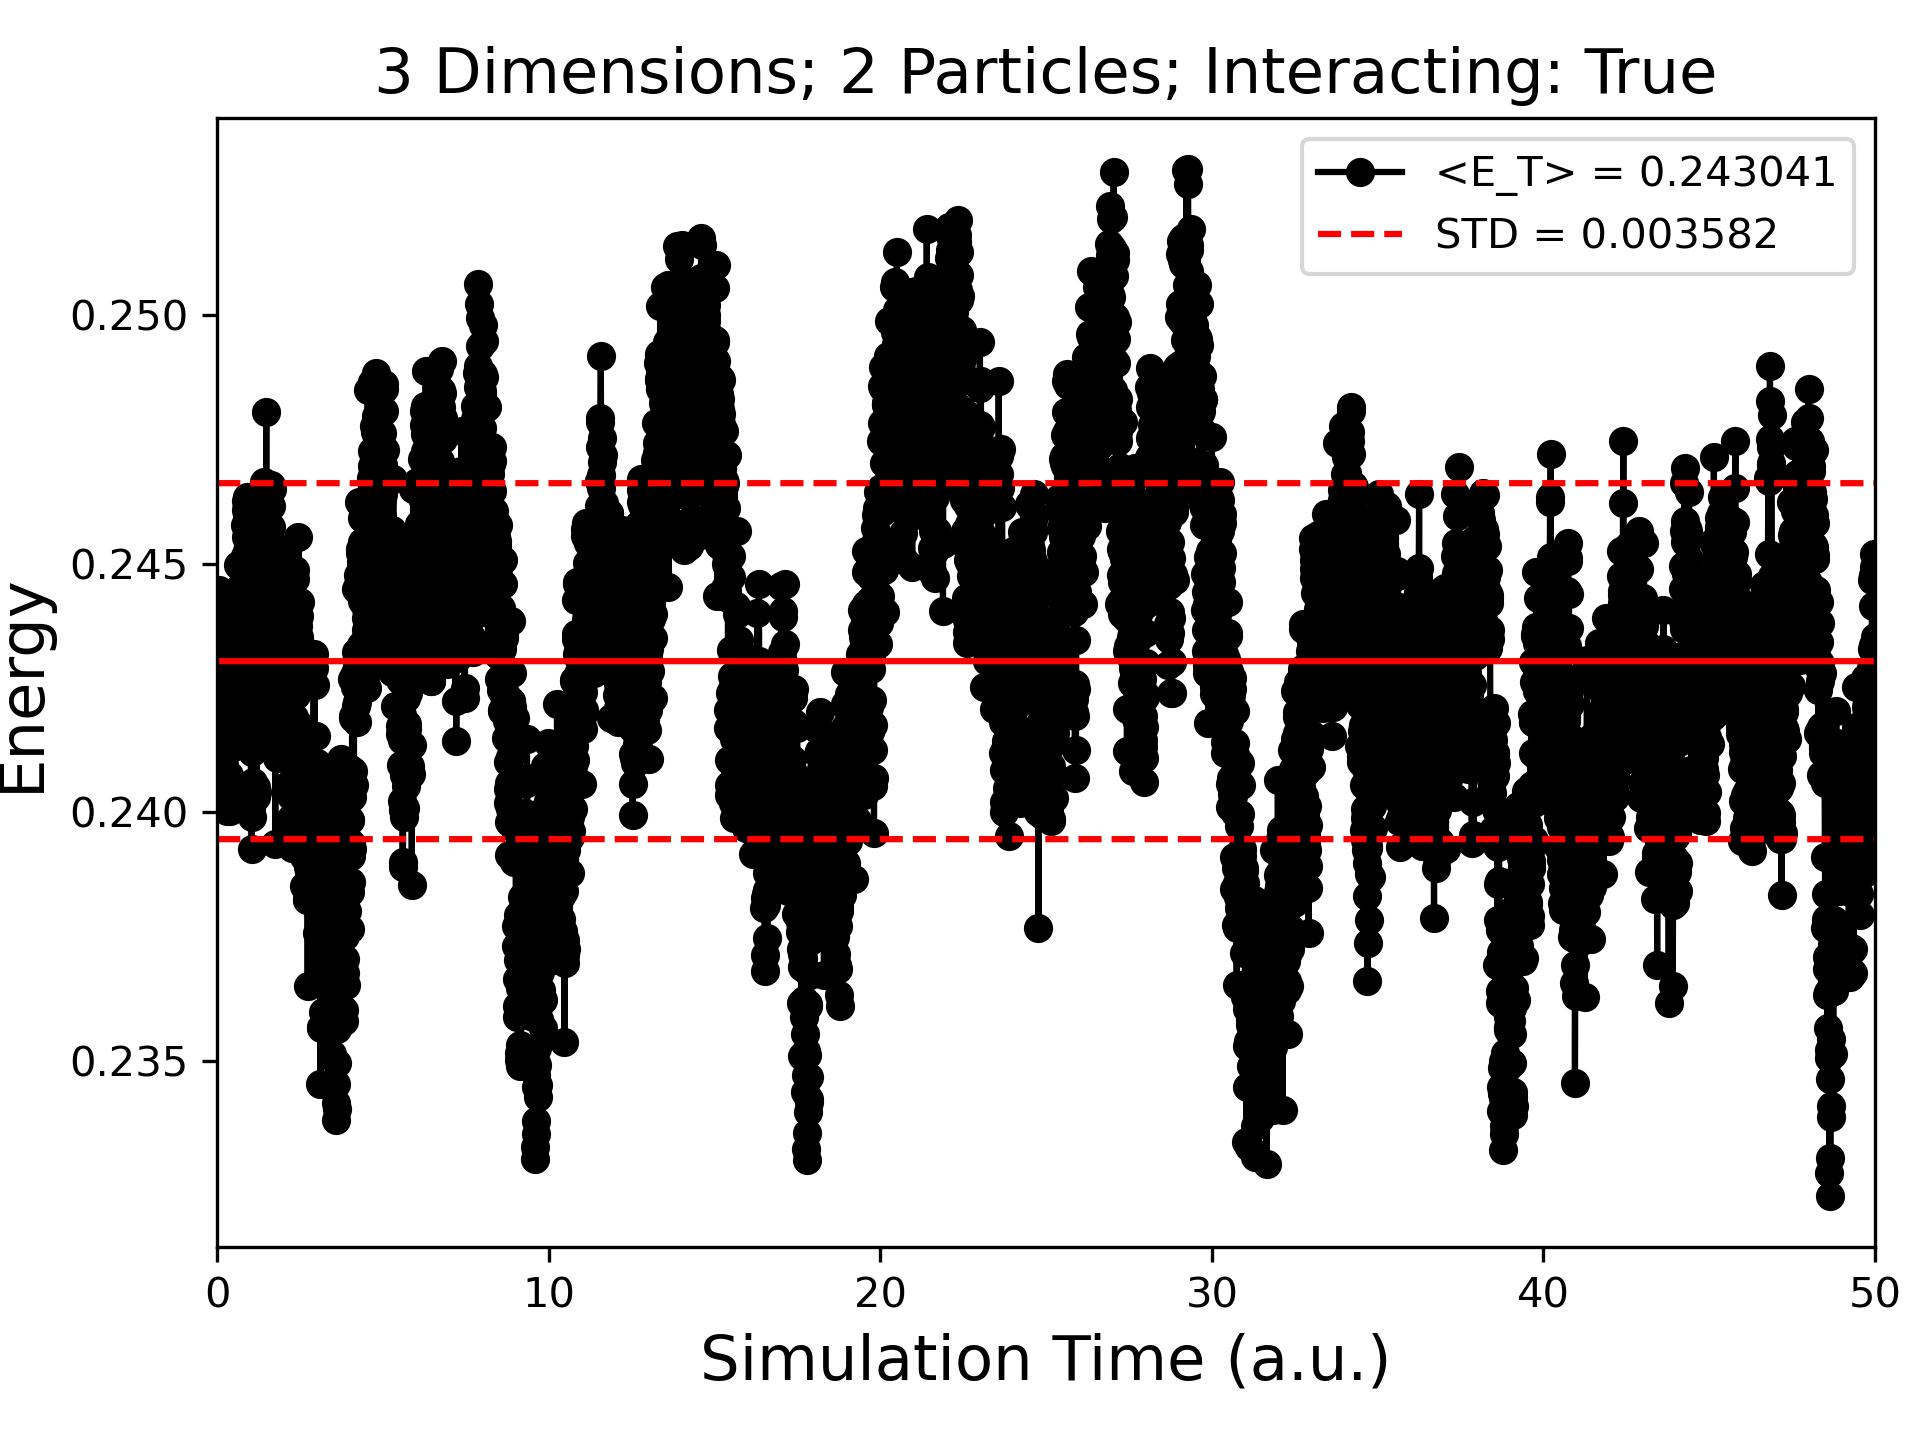 3 Dimensions; 2 Particles; Interacting: True
<E_T> = 0.243041
STD = 0.003582
Energy
0.250
0.245
0.240
0.235
0 10 20 30 40 50
Simulation Time (a.u.)